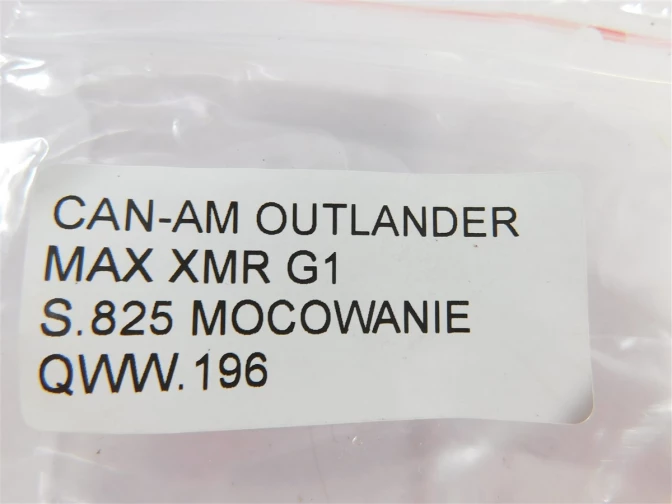 CAN-AM OUTLANDER
MAX XMR G1
S.825 MOCOWANIE
QWW.196